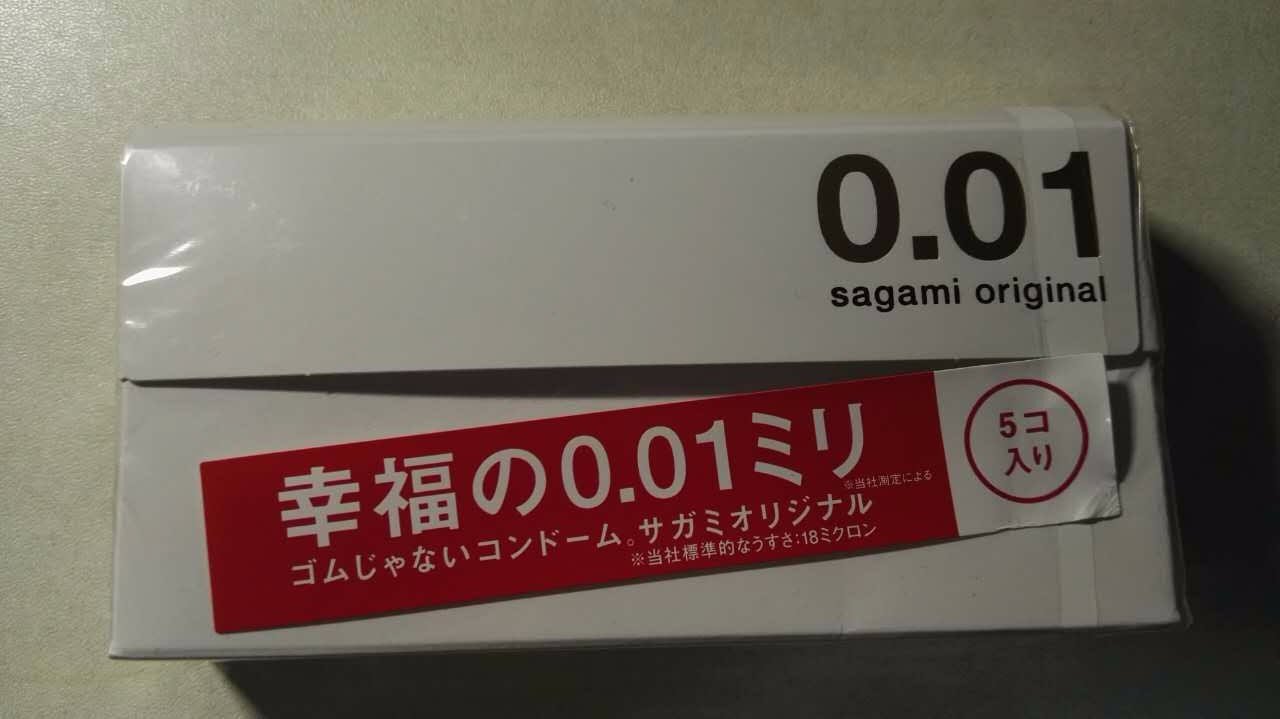 0.01
sagami original
幸福の0.01ミリ
※当社測定による
ゴムじゃないコンドーム。サガミオリジナル
※当社標準的なうすさ:18ミクロン
5コ
入り